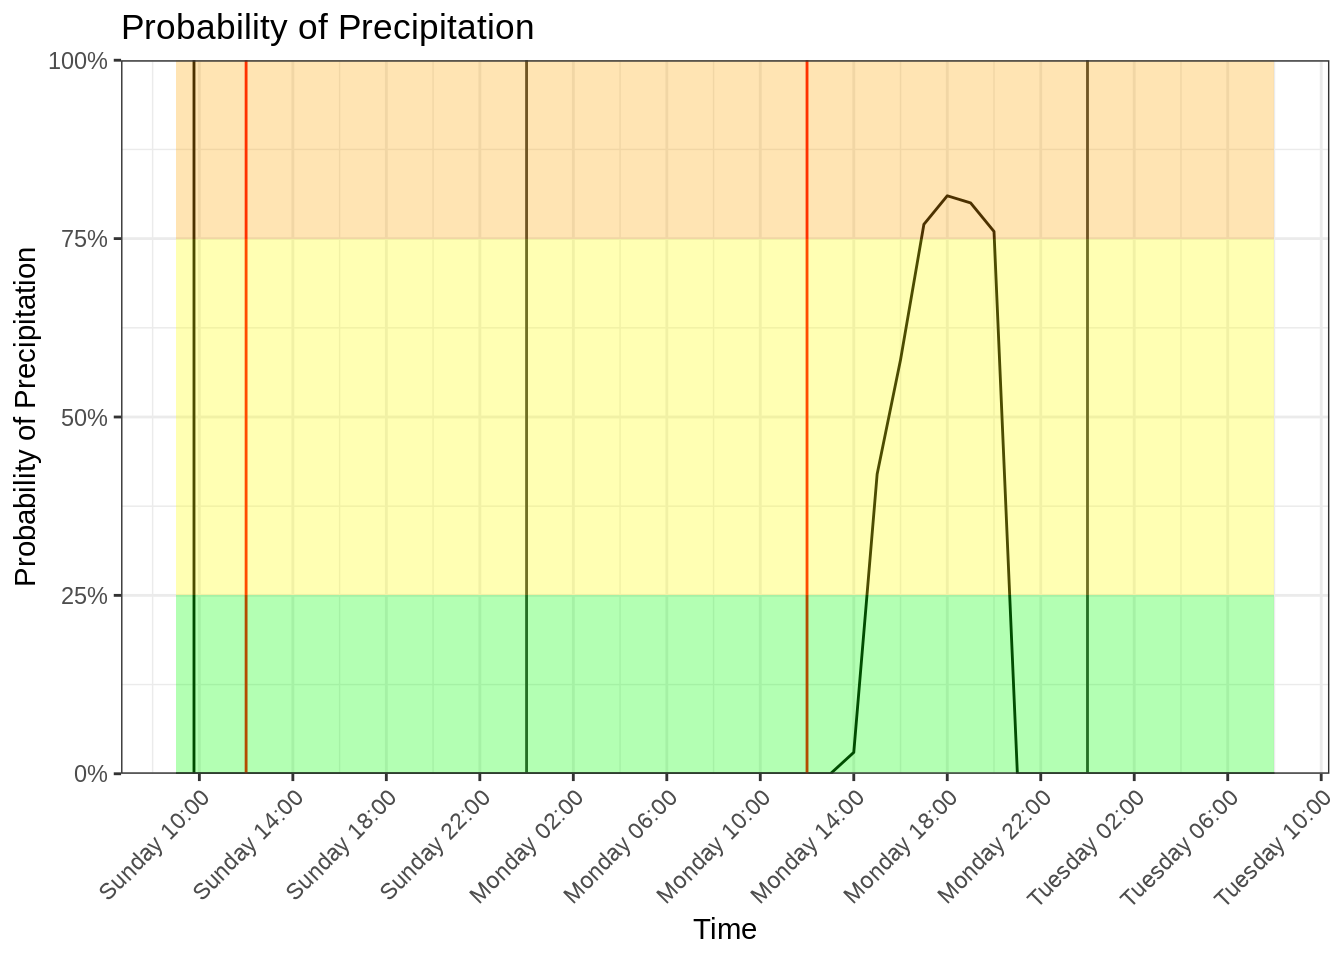 Probability of Precipitation
Probability of Precipitation
100%
75%
50%
25%
0%
Sunday 10:00
Sunday 14:00
Sunday 18:00
Sunday 22:00
Monday 02:00
Monday 06:00
Monday 10:00
Monday 14:00
Monday 18:00
Monday 22:00
Tuesday 02:00
Tuesday 06:00
Tuesday 10:00
Time